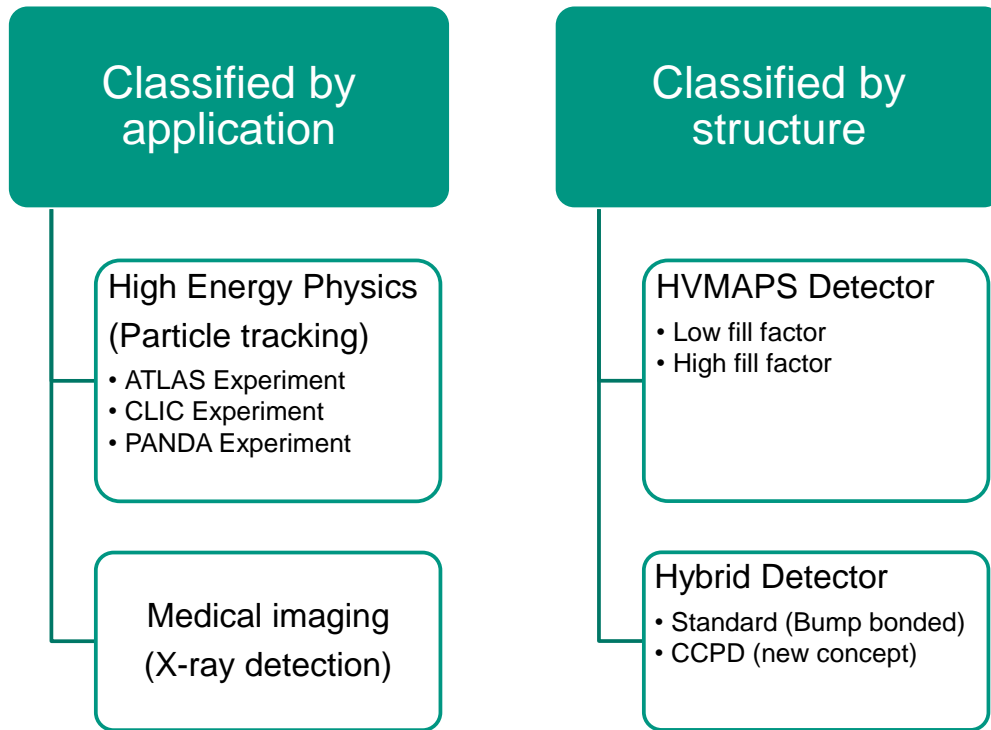 Classified by
application
High Energy Physics
(Particle tracking)
• ATLAS Experiment
• CLIC Experiment
• PANDA Experiment
Medical imaging
(X-ray detection)
Classified by
structure
HVMAPS Detector
• Low fill factor
• High fill factor
Hybrid Detector
• Standard (Bump bonded)
• CCPD (new concept)